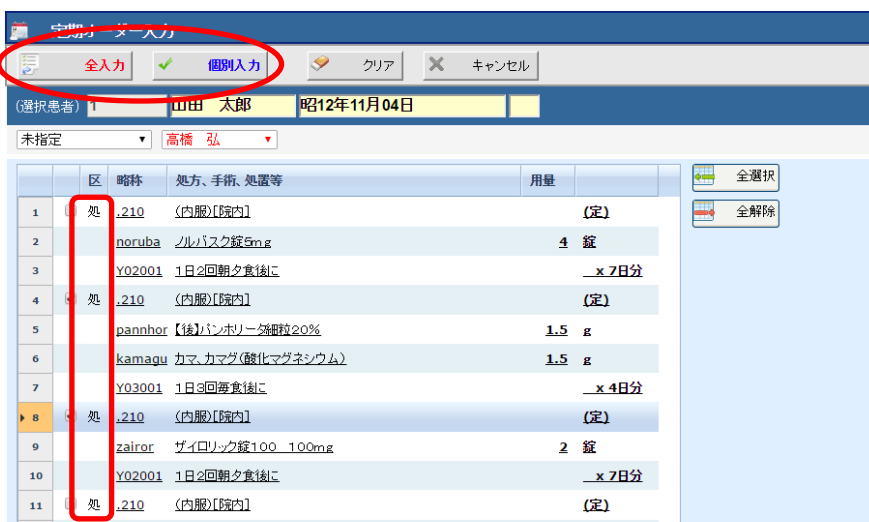 定期オーダー入力
全入力 個別入力 クリア キャンセル
(選択患者) 1 山田 太郎 昭12年11月04日
未指定 高橋 弘
区 略称 処方、手術、処置等 用量
全選択
全解除
1 処 .210 (内服)[院内] (定)
2 noruba ノルバスク錠5mg 4 錠
3 Y02001 1日2回朝夕食後に x 7日分
4 処 .210 (内服)[院内] (定)
5 pannhor 【後】パンホリータ細粒20% 1.5 g
6 kamagu カマ、カマグ(酸化マグネシウム) 1.5 g
7 Y03001 1日3回毎食後に x 4日分
8 処 .210 (内服)[院内] (定)
9 zairor ザイロリック錠100 100mg 2 錠
10 Y02001 1日2回朝夕食後に x 7日分
11 処 .210 (内服)[院内] (定)